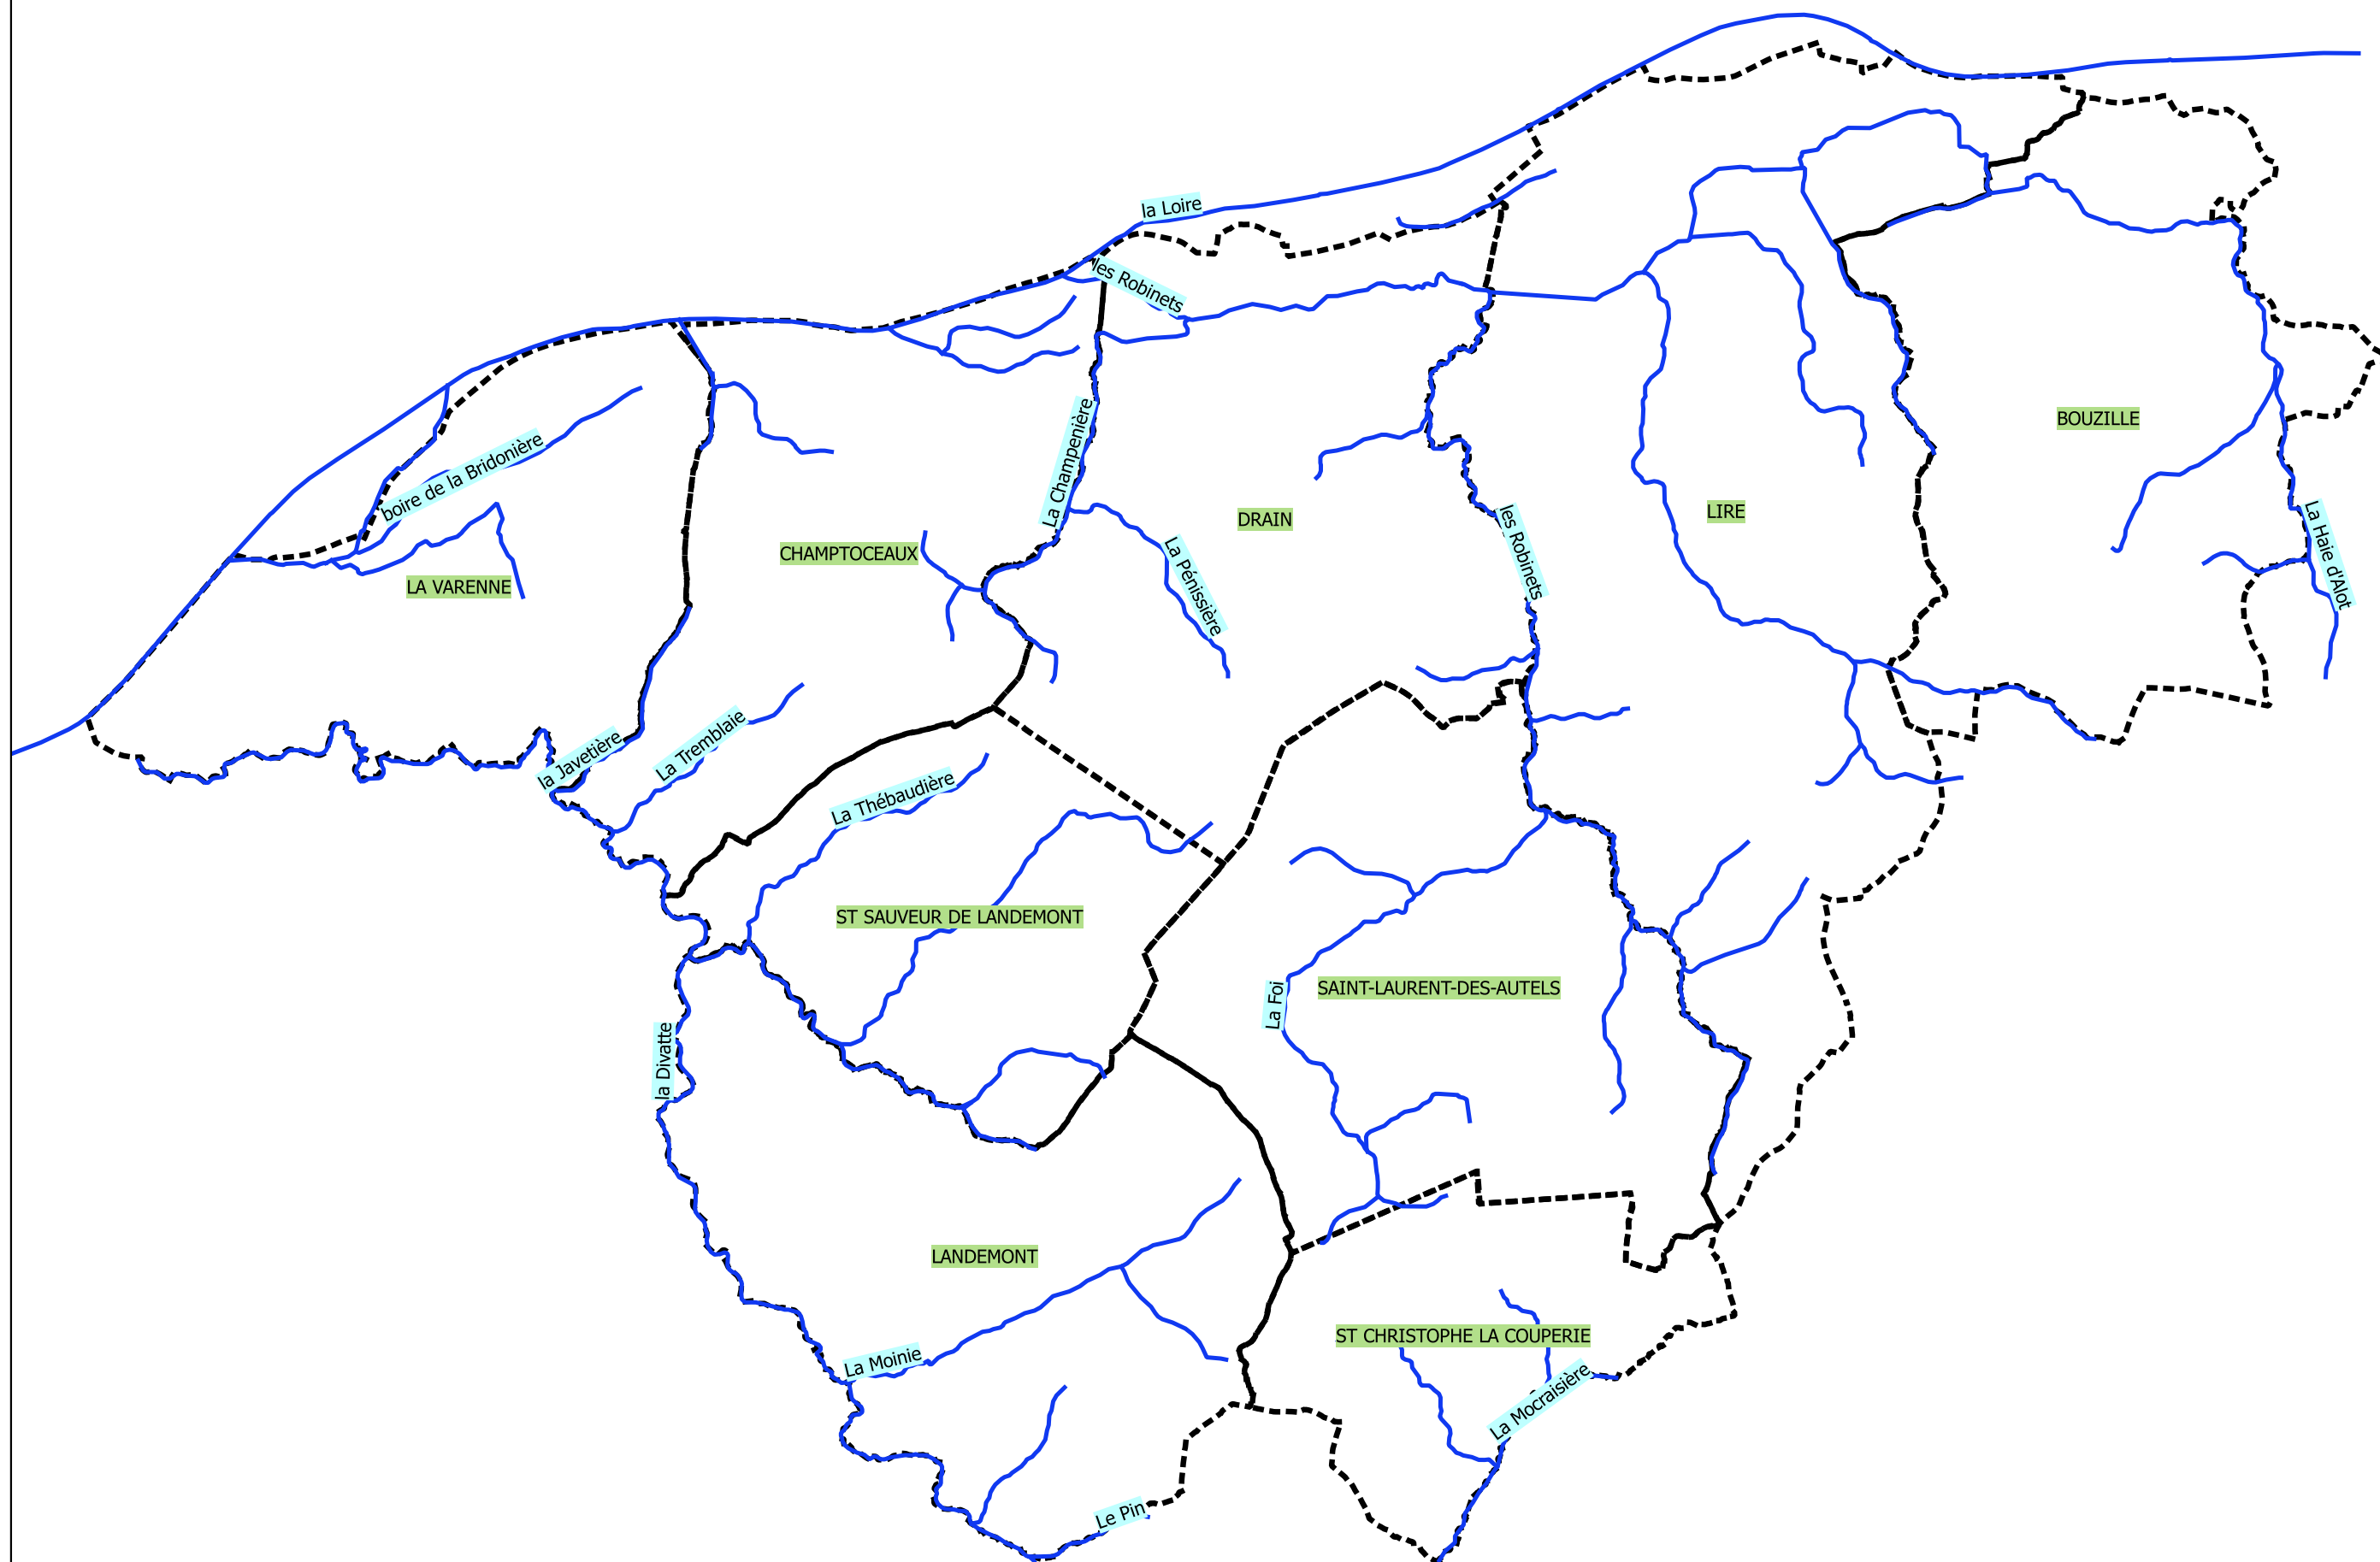 la Loire
les Robinets
La Champenière
boire de la Bridonière
BOUZILLE
LIRE
DRAIN
les Robinets
La Haie d'Alot
CHAMPTOCEAUX
LA VARENNE
La Pénissière
La Tremblaie
la Javetière
La Thébaudière
ST SAUVEUR DE LANDEMONT
SAINT-LAURENT-DES-AUTELS
La Foi
la Divatte
LANDEMONT
ST CHRISTOPHE LA COUPERIE
La Moinie
La Mocraisière
Le Pin